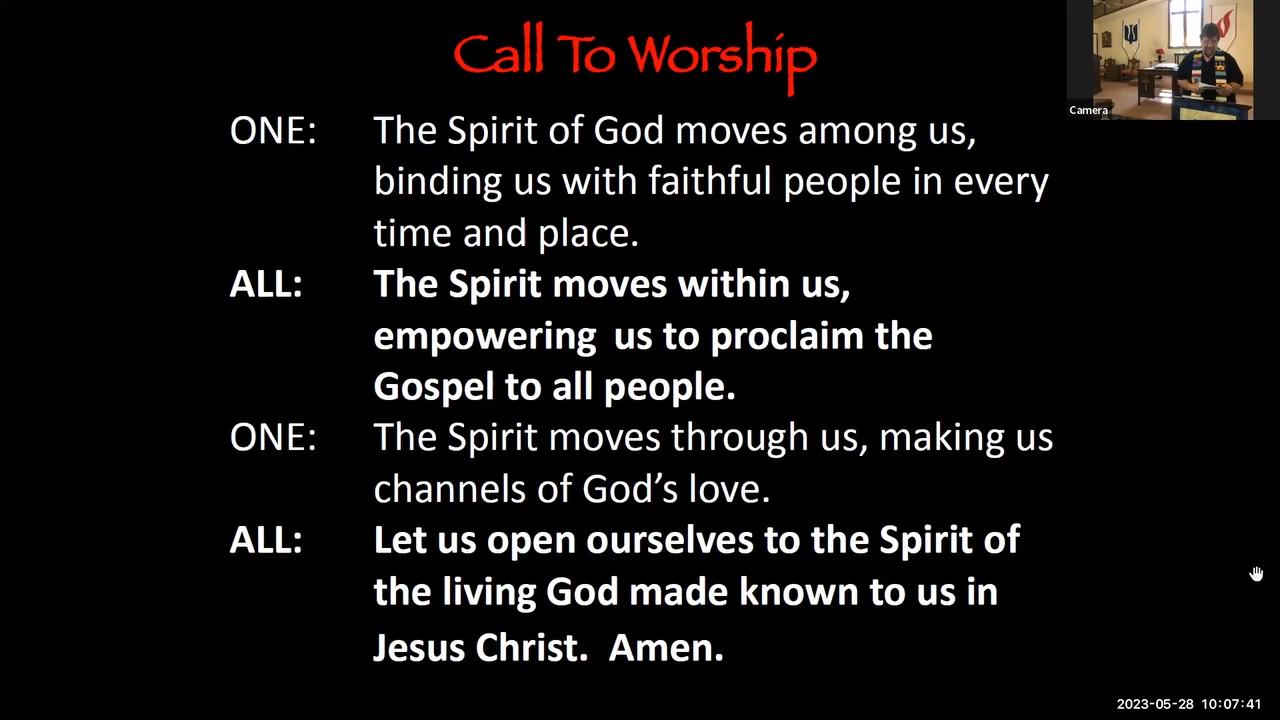 Call To Worship
Camera
ONE: The Spirit of God moves among us,
binding us with faithful people in every
time and place.
ALL: The Spirit moves within us,
empowering  us to proclaim the
Gospel to all people.
ONE: The Spirit moves through us, making us
channels of God’s love.
ALL: Let us open ourselves to the Spirit of
the living God made known to us in
Jesus Christ.  Amen.
2023-05-28 10:07:41